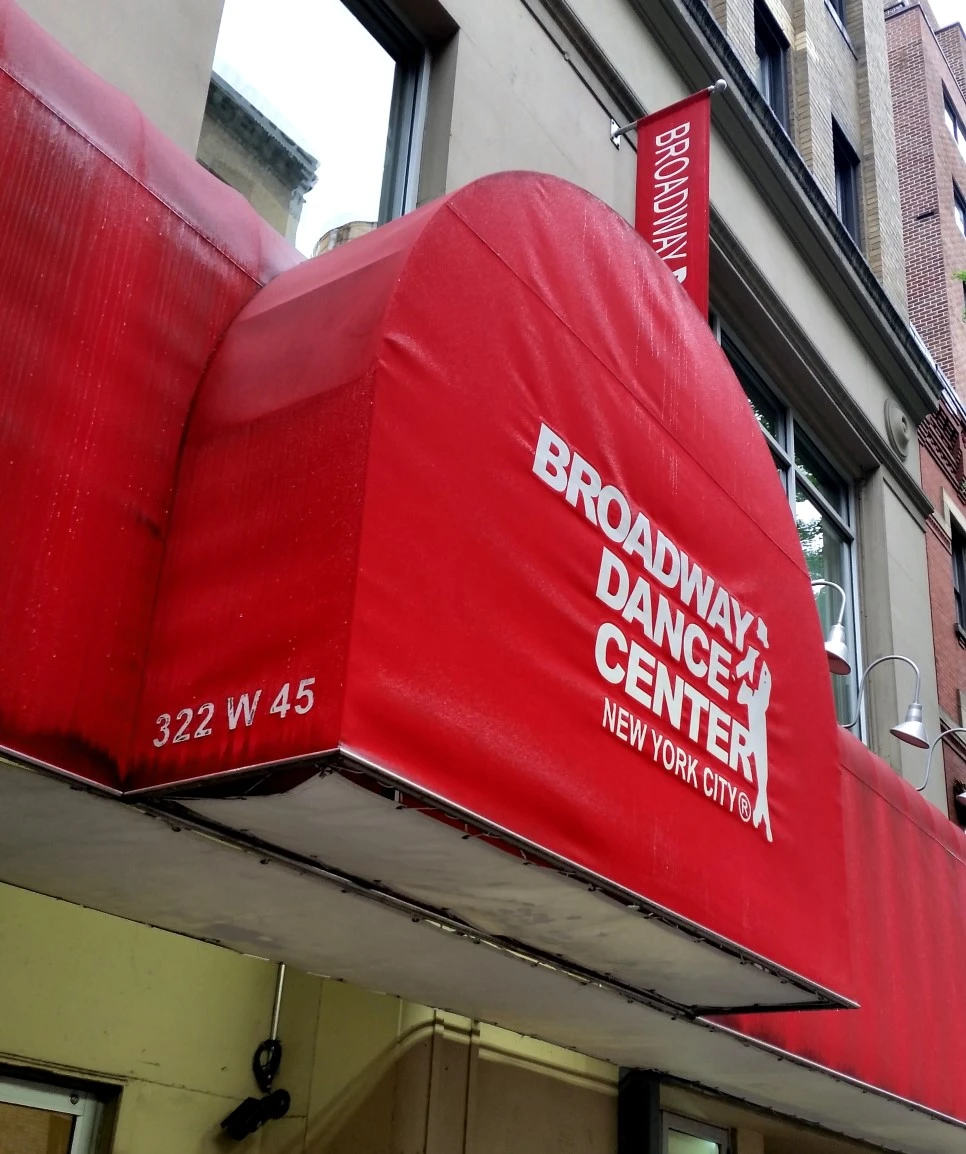 BROADWAY
BROADWAY
DANCE
CENTER
NEW YORK CITY®
322 W 45